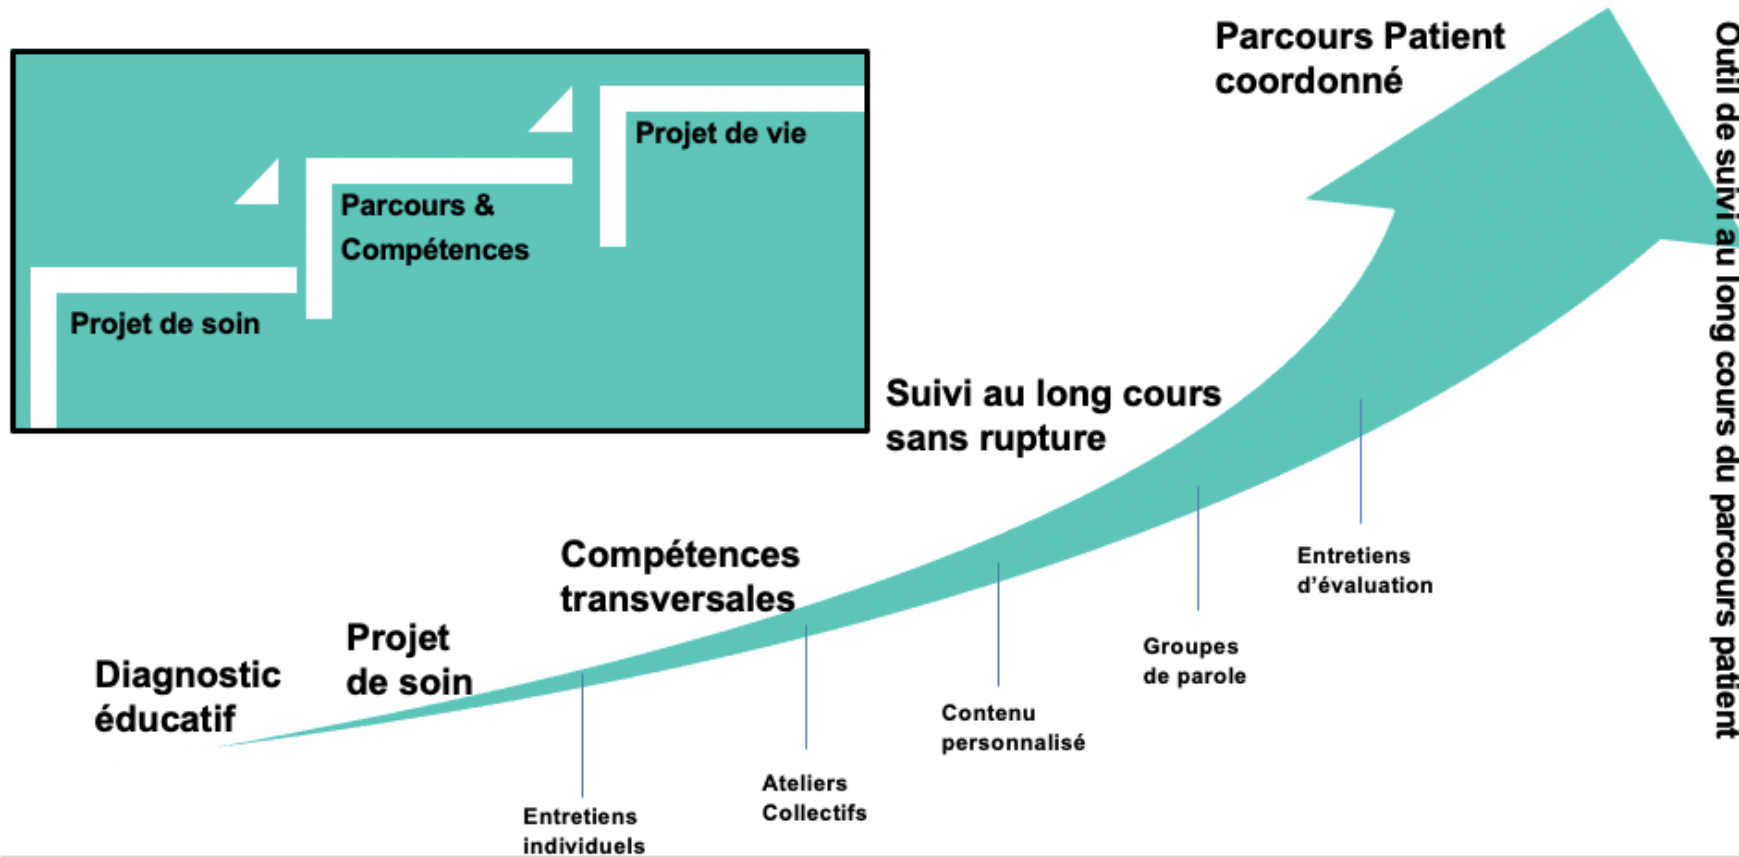 Projet de soin
Parcours &
Compétences
Projet de vie
Parcours Patient
coordonné
Suivi au long cours
sans rupture
Compétences
transversales
Projet
de soin
Diagnostic
éducatif
Entretiens
individuels
Ateliers
Collectifs
Contenu
personnalisé
Groupes
de parole
Entretiens
d’évaluation
Outil de suivi au long cours du parcours patient